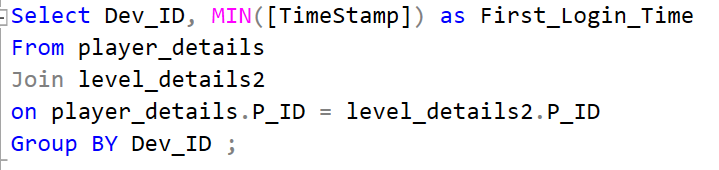 Select Dev_ID, MIN([TimeStamp]) as First_Login_Time
From player_details
Join level_details2
on player_details.P_ID = level_details2.P_ID
Group BY Dev_ID ;